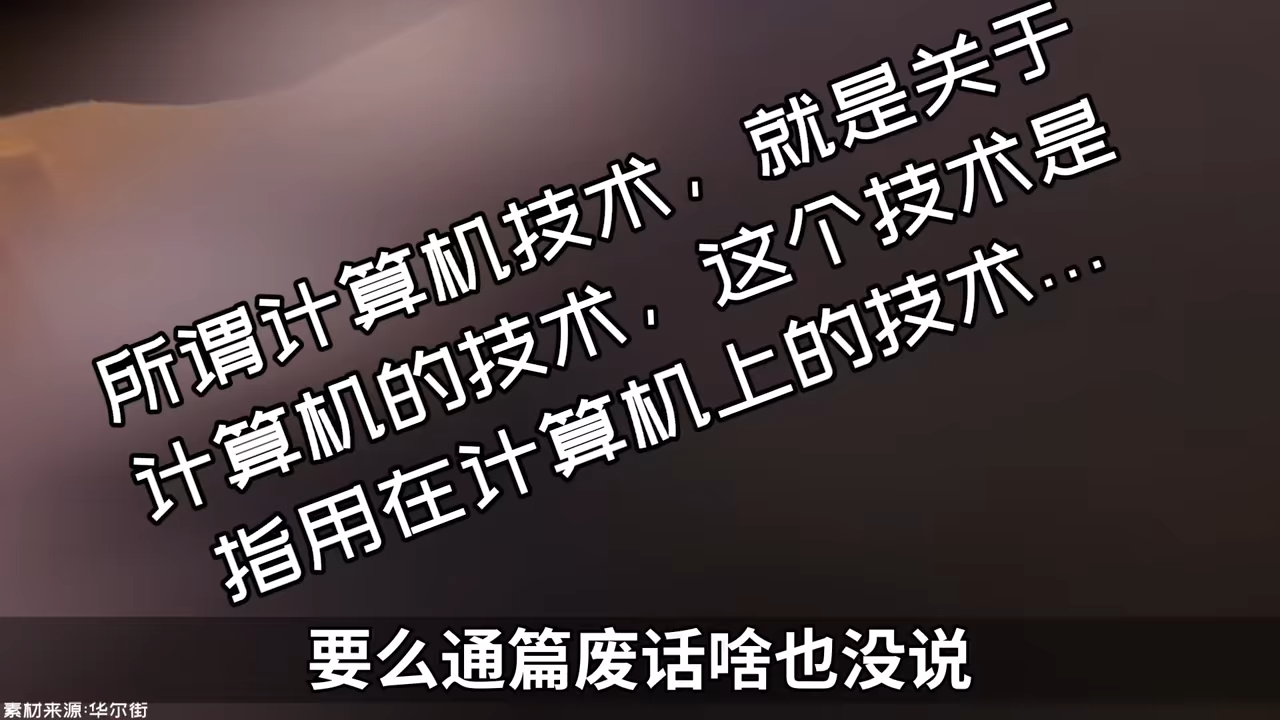 所谓计算机技术，就是关于
计算机的技术，这个技术是
指用在计算机上的技术...
要么通篇废话啥也没说
素材来源:华尔街